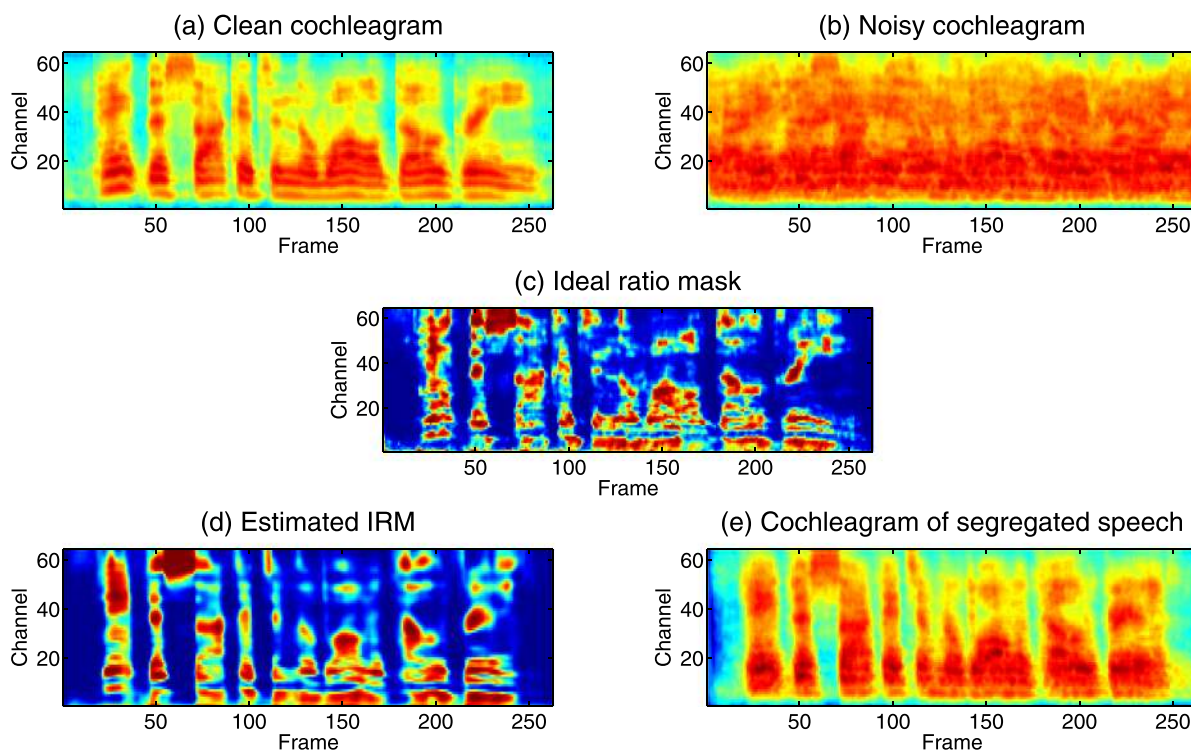 (a) Clean cochleagram
Channel
60
40
20
50
100
150
200
250
Frame
(b) Noisy cochleagram
Channel
60
40
20
50
100
150
200
250
Frame
(c) Ideal ratio mask
Channel
60
40
20
50
100
150
200
250
Frame
(d) Estimated IRM
Channel
60
40
20
50
100
150
200
250
Frame
(e) Cochleagram of segregated speech
Channel
60
40
20
50
100
150
200
250
Frame